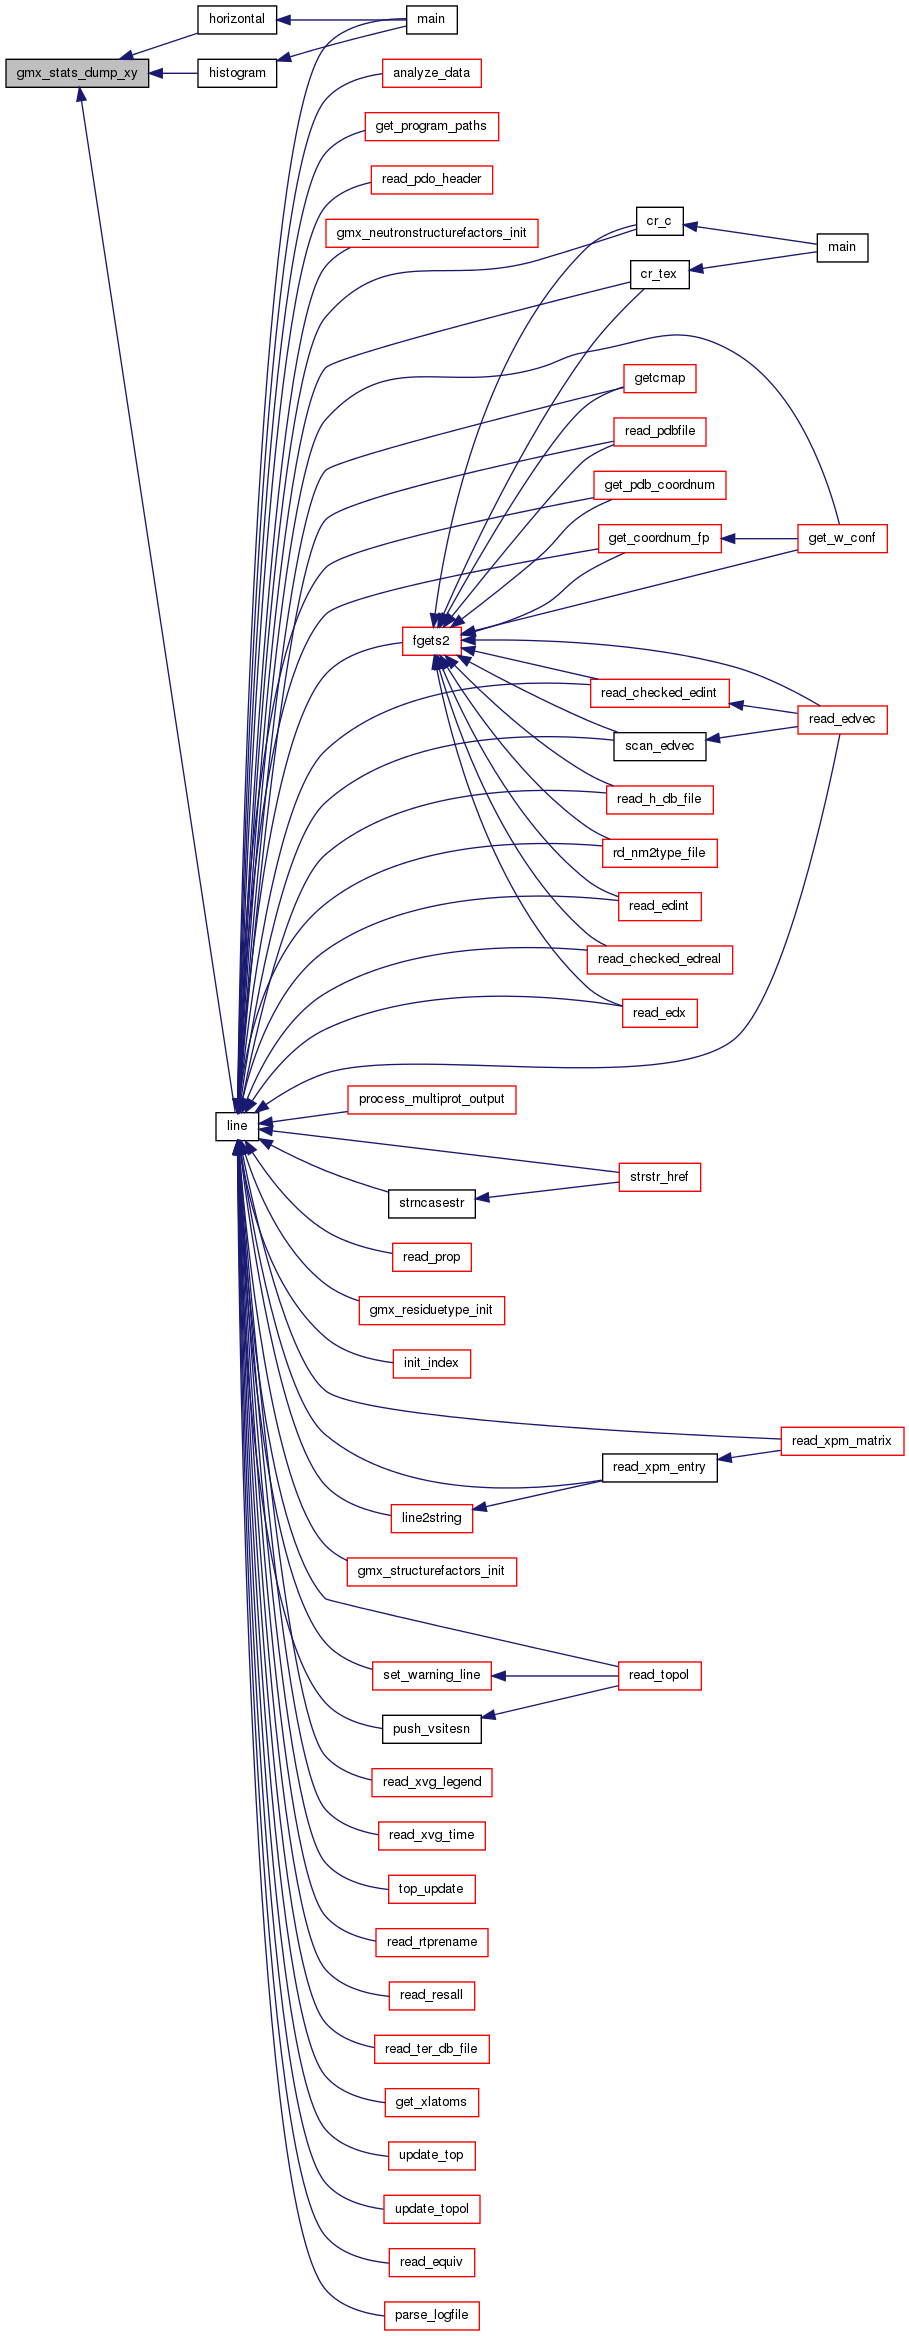 horizontal
main
gmx_stats_dump_xy
histogram
analyze_data
get_program_paths
read_pdo_header
cr_c
gmx_neutronstructurefactors_init
main
cr_tex
getcmap
read_pdbfile
get_pdb_coordnum
get_coordnum_fp
get_w_conf
fgets2
read_checked_edint
read_edvec
scan_edvec
read_h_db_file
rd_nm2type_file
read_edint
read_checked_edreal
read_edx
process_multiprot_output
line
strstr_href
strncasestr
read_prop
gmx_residuetype_init
init_index
read_xpm_matrix
read_xpm_entry
line2string
gmx_structurefactors_init
set_warning_line
read_topol
push_vsitesn
read_xvg_legend
read_xvg_time
top_update
read_rtprename
read_resall
read_ter_db_file
get_xlatoms
update_top
update_topol
read_equiv
parse_logfile